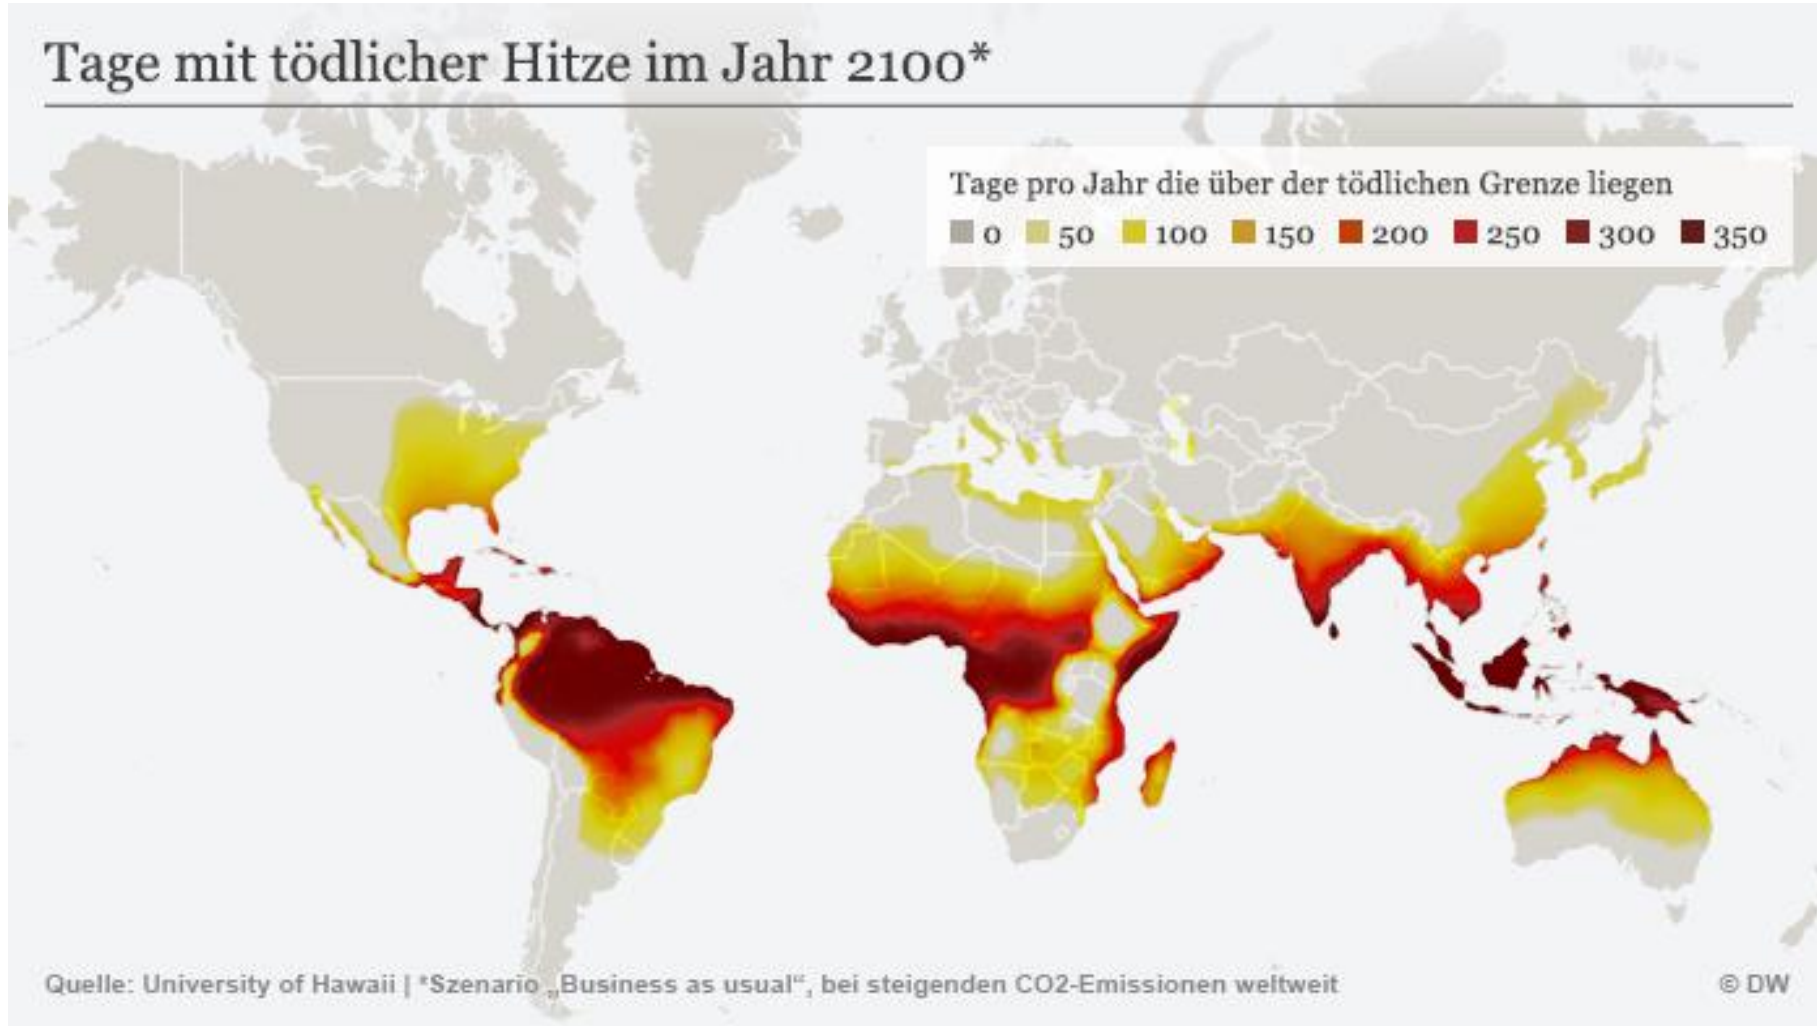 Tage mit tödlicher Hitze im Jahr 2100*
Tage pro Jahr die über der tödlichen Grenze liegen
0 50 100 150 200 250 300 350
Quelle: University of Hawaii | *Szenario „Business as usual“, bei steigenden CO2-Emissionen weltweit
© DW